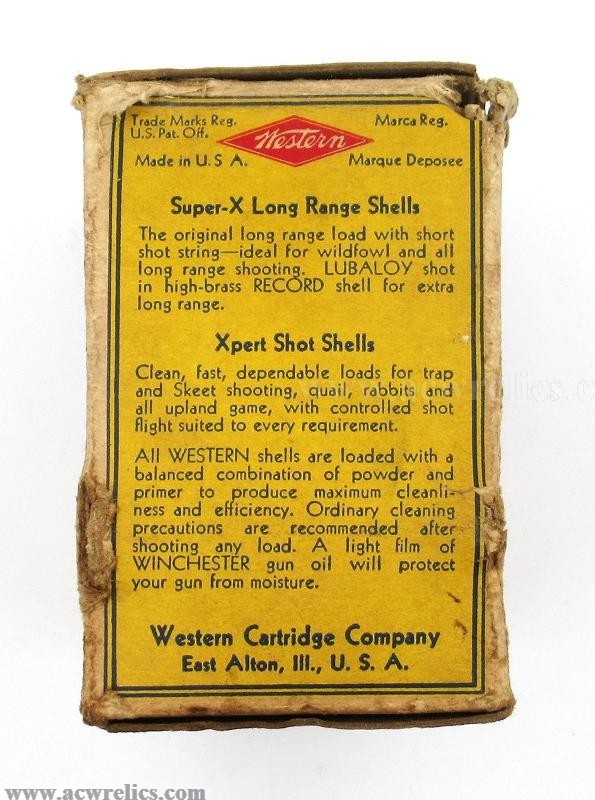 Trade Marks Reg.
U.S. Pat. Off.
Western
Marca Reg.
Made in U. S. A.
Marque Deposee
Super-X Long Range Shells
The original long range load with short
shot string—ideal for wildfowl and all
long range shooting. LUBALOY shot
in high-brass RECORD shell for extra
long range.
Xpert Shot Shells
Clean, fast, dependable loads for trap
and Skeet shooting, quail, rabbits and
all upland game, with controlled shot
flight suited to every requirement.
All WESTERN shells are loaded with a
balanced combination of powder and
primer to produce maximum cleanli-
ness and efficiency. Ordinary cleaning
precautions are recommended after
shooting any load. A light film of
WINCHESTER gun oil will protect
your gun from moisture.
Western Cartridge Company
East Alton, Ill., U. S. A.
www.acwrelics.com